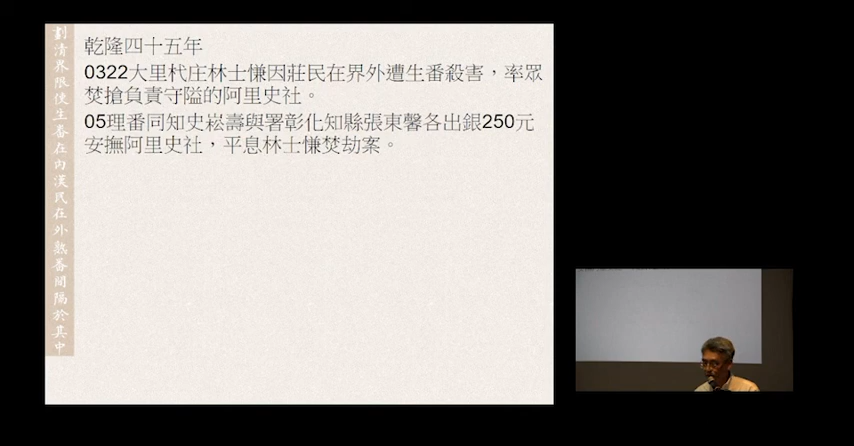 劃清界限使生番在內漢民在外熟番間隔於其中
乾隆四十五年
0322大里杙庄林士慊因莊民在界外遭生番殺害，率眾
焚搶負責守隘的阿里史社。
05理番同知史崧壽與署彰化知縣張東馨各出銀250元
安撫阿里史社，平息林士慊焚劫案。